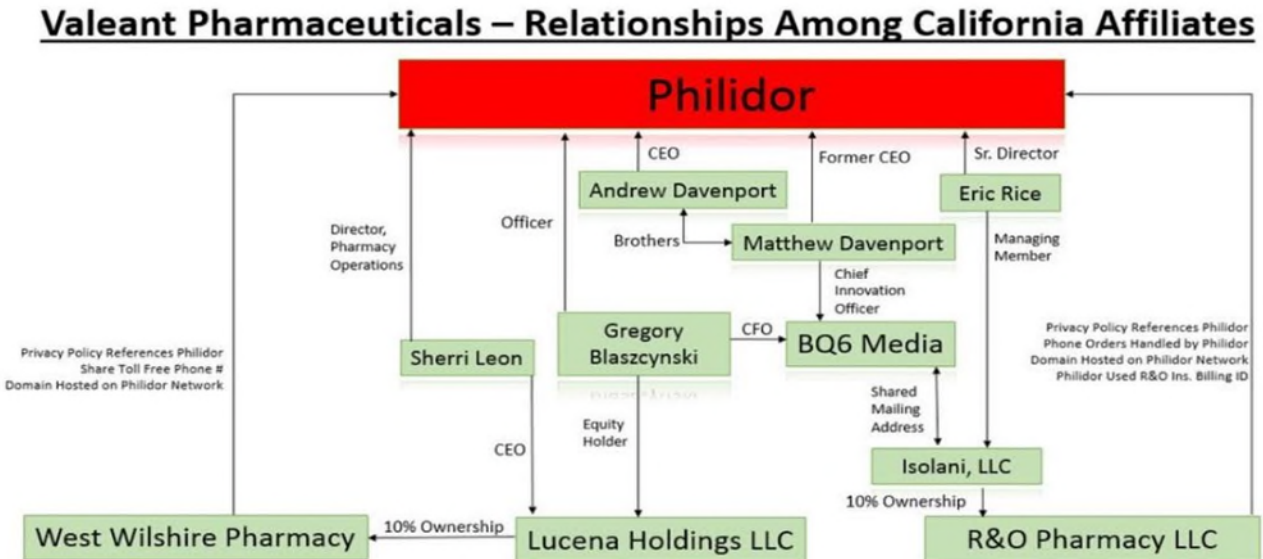 Valeant Pharmaceuticals – Relationships Among California Affiliates
Philidor
CEO
Former CEO
Sr. Director
Andrew Davenport
Eric Rice
Officer
Director,
Pharmacy
Operations
Brothers
Matthew Davenport
Managing
Member
Chief
Innovation
Officer
Gregory
Blaszcynski
CFO
BQ6 Media
Sherri Leon
Privacy Policy References Philidor
Share Toll Free Phone #
Domain Hosted on Philidor Network
Privacy Policy References Philidor
Phone Orders Handled by Philidor
Domain Hosted on Philidor Network
Philidor Used R&O Ins. Billing ID
Shared
Mailing
Address
Equity
Holder
CEO
Isolani, LLC
10% Ownership
West Wilshire Pharmacy
10% Ownership
Lucena Holdings LLC
R&O Pharmacy LLC